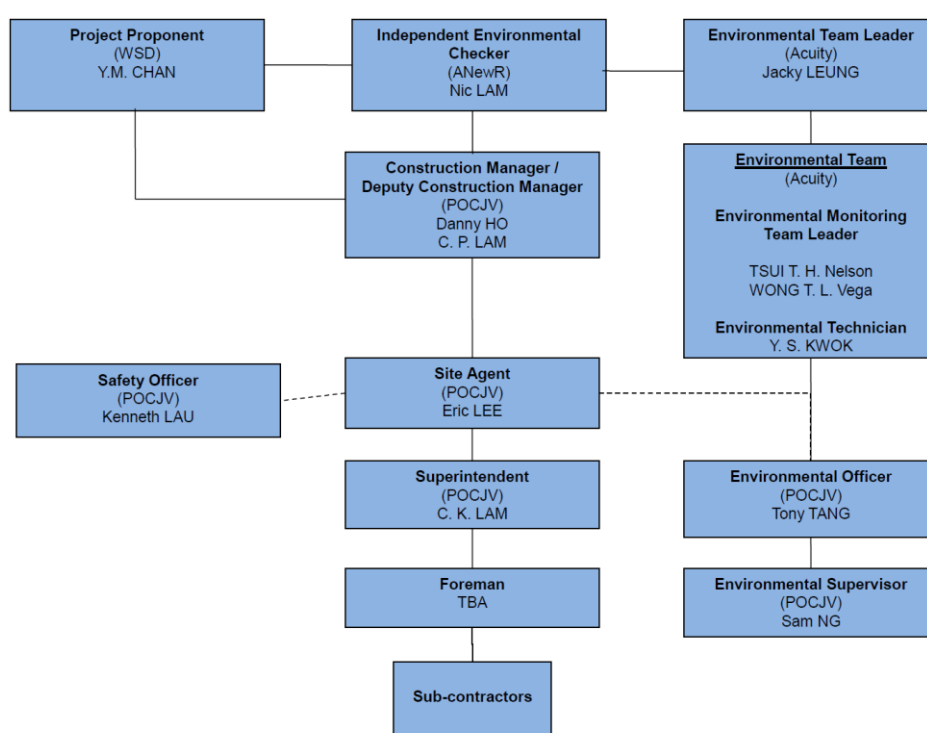 Project Proponent
(WSD)
Y.M. CHAN
Independent Environmental
Checker
(ANewR)
Nic LAM
Environmental Team Leader
(Acuity)
Jacky LEUNG
Construction Manager /
Deputy Construction Manager
(POCJV)
Danny HO
C. P. LAM
Environmental Team
(Acuity)
Environmental Monitoring
Team Leader
TSUI T. H. Nelson
WONG T. L. Vega
Environmental Technician
Y. S. KWOK
Safety Officer
(POCJV)
Kenneth LAU
Site Agent
(POCJV)
Eric LEE
Superintendent
(POCJV)
C. K. LAM
Environmental Officer
(POCJV)
Tony TANG
Foreman
TBA
Environmental Supervisor
(POCJV)
Sam NG
Sub-contractors